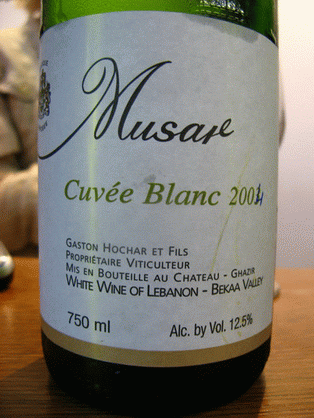 Musar
Cuvée Blanc 2004
GASTON HOCHAR ET FILS
PROPRIÉTAIRE VITICULTEUR
MIS EN BOUTEILLE AU CHATEAU - GHAZIR
WHITE WINE OF LEBANON - BEKAA VALLEY
750 ml
Alc. by Vol. 12.5%